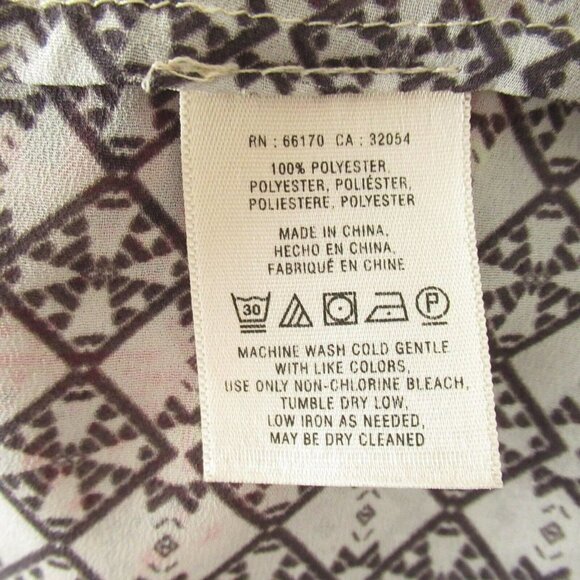 RN : 66170 CA : 32054
100% POLYESTER
POLYESTER, POLIÉSTER,
POLIESTERE, POLYESTER
MADE IN CHINA,
HECHO EN CHINA,
FABRIQUÉ EN CHINE
30 P
MACHINE WASH COLD GENTLE
WITH LIKE COLORS,
USE ONLY NON-CHLORINE BLEACH,
TUMBLE DRY LOW,
LOW IRON AS NEEDED,
MAY BE DRY CLEANED